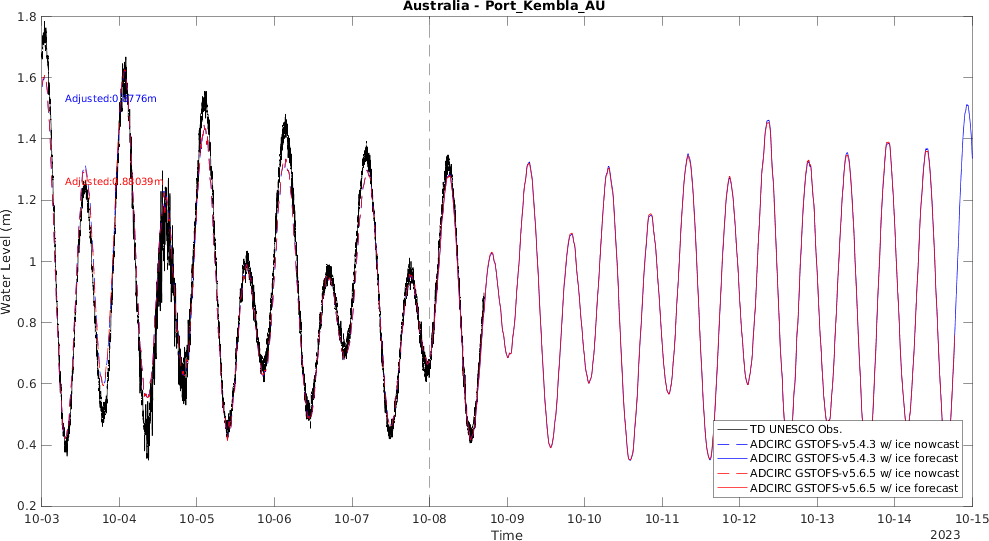 Australia - Port_Kembla_AU
1.8
1.6
1.4
1.2
1
0.8
0.6
0.4
0.2
Water Level (m)
Adjusted:0.88039m
TD UNESCO Obs.
ADCIRC GSTOFS-v5.4.3 w/ ice nowcast
ADCIRC GSTOFS-v5.4.3 w/ ice forecast
ADCIRC GSTOFS-v5.6.5 w/ ice nowcast
ADCIRC GSTOFS-v5.6.5 w/ ice forecast
10-03 10-04 10-05 10-06 10-07 10-08 10-09 10-10 10-11 10-12 10-13 10-14 10-15
Time
2023